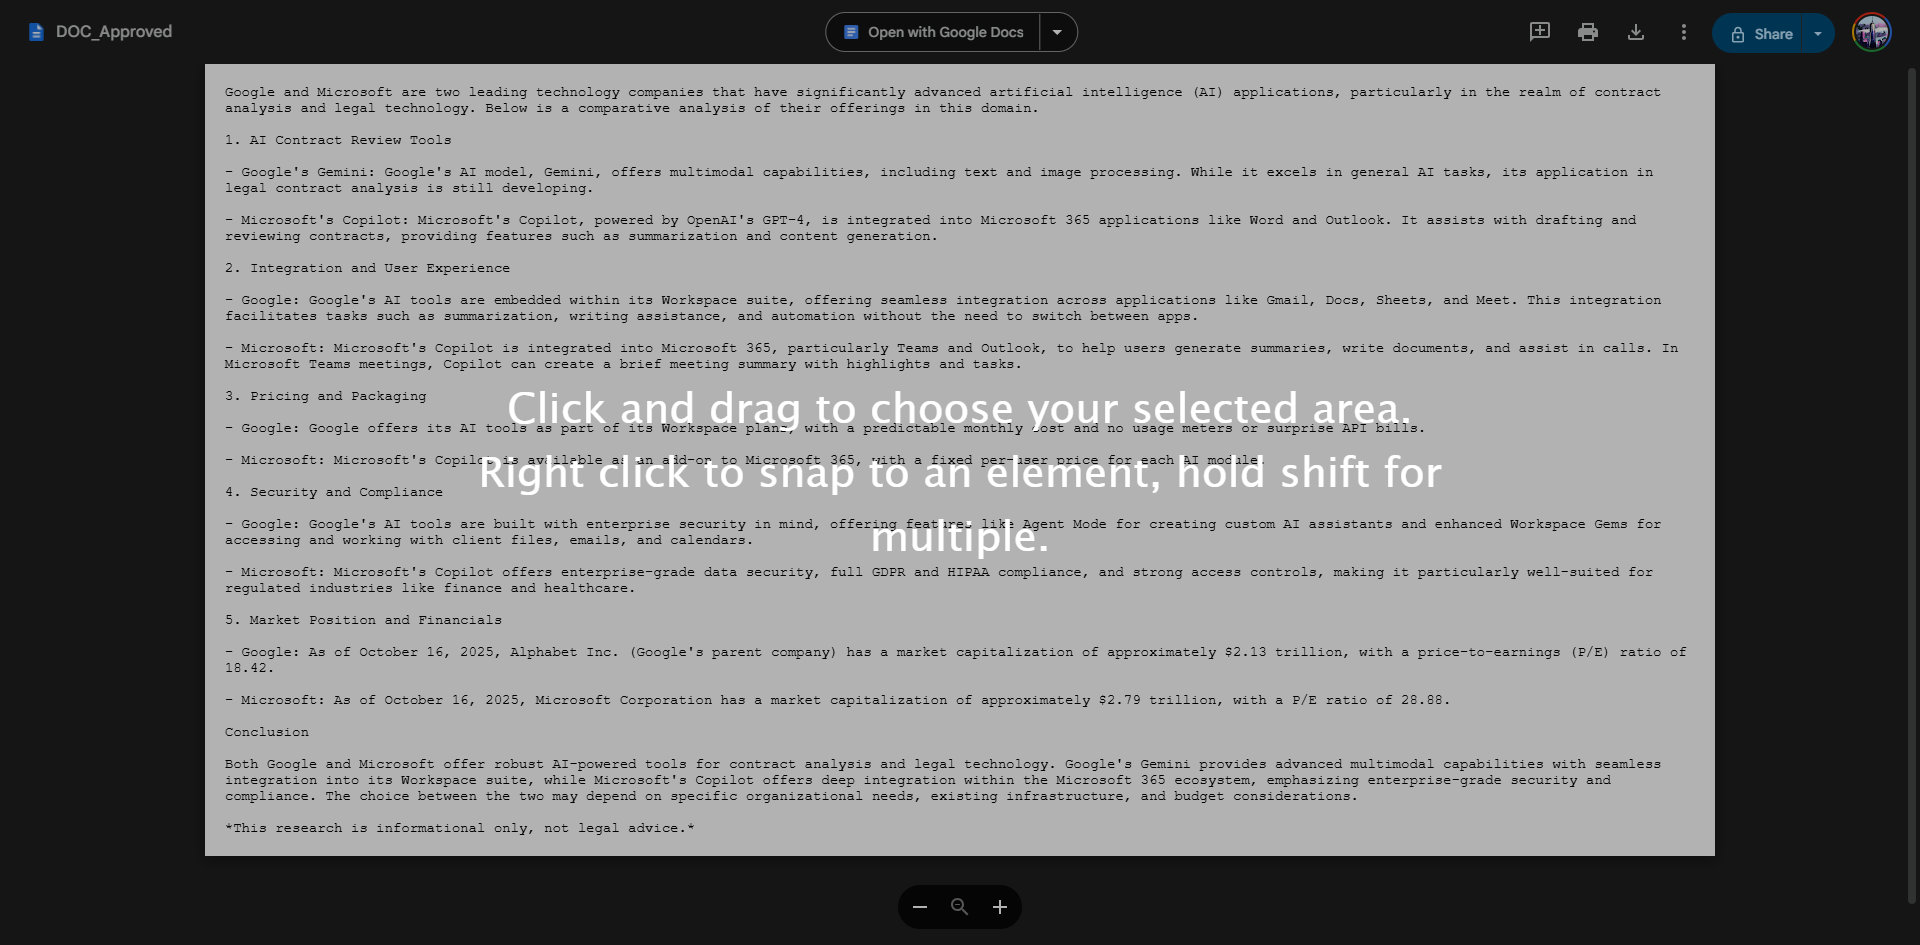 DOC_Approved
Open with Google Docs
Share
Google and Microsoft are two leading technology companies that have significantly advanced artificial intelligence (AI) applications, particularly in the realm of contract
analysis and legal technology. Below is a comparative analysis of their offerings in this domain.
1. AI Contract Review Tools
- Google's Gemini: Google's AI model, Gemini, offers multimodal capabilities, including text and image processing. While it excels in general AI tasks, its application in
legal contract analysis is still developing.
- Microsoft's Copilot: Microsoft's Copilot, powered by OpenAI's GPT-4, is integrated into Microsoft 365 applications like Word and Outlook. It assists with drafting and
reviewing contracts, providing features such as summarization and content generation.
2. Integration and User Experience
- Google: Google's AI tools are embedded within its Workspace suite, offering seamless integration across applications like Gmail, Docs, Sheets, and Meet. This integration
facilitates tasks such as summarization, writing assistance, and automation without the need to switch between apps.
- Microsoft: Microsoft's Copilot is integrated into Microsoft 365, particularly Teams and Outlook, to help users generate summaries, write documents, and assist in calls. In
Microsoft Teams meetings, Copilot can create a brief meeting summary with highlights and tasks.
3. Pricing and Packaging
Click and drag to choose your selected area.
- Google: Google offers its AI tools as part of its Workspace plans, with a predictable monthly cost and no usage meters or surprise API bills.
- Microsoft: Microsoft's Copilot is available as an add-on to Microsoft 365, with a fixed per-user price for each AI module.
Right click to snap to an element, hold shift for
4. Security and Compliance
- Google: Google's AI tools are built with enterprise security in mind, offering features like Agent Mode for creating custom AI assistants and enhanced Workspace Gems for
multiple.
accessing and working with client files, emails, and calendars.
- Microsoft: Microsoft's Copilot offers enterprise-grade data security, full GDPR and HIPAA compliance, and strong access controls, making it particularly well-suited for
regulated industries like finance and healthcare.
5. Market Position and Financials
- Google: As of October 16, 2025, Alphabet Inc. (Google's parent company) has a market capitalization of approximately $2.13 trillion, with a price-to-earnings (P/E) ratio of
18.42.
- Microsoft: As of October 16, 2025, Microsoft Corporation has a market capitalization of approximately $2.79 trillion, with a P/E ratio of 28.88.
Conclusion
Both Google and Microsoft offer robust AI-powered tools for contract analysis and legal technology. Google's Gemini provides advanced multimodal capabilities with seamless
integration into its Workspace suite, while Microsoft's Copilot offers deep integration within the Microsoft 365 ecosystem, emphasizing enterprise-grade security and
compliance. The choice between the two may depend on specific organizational needs, existing infrastructure, and budget considerations.
*This research is informational only, not legal advice.*